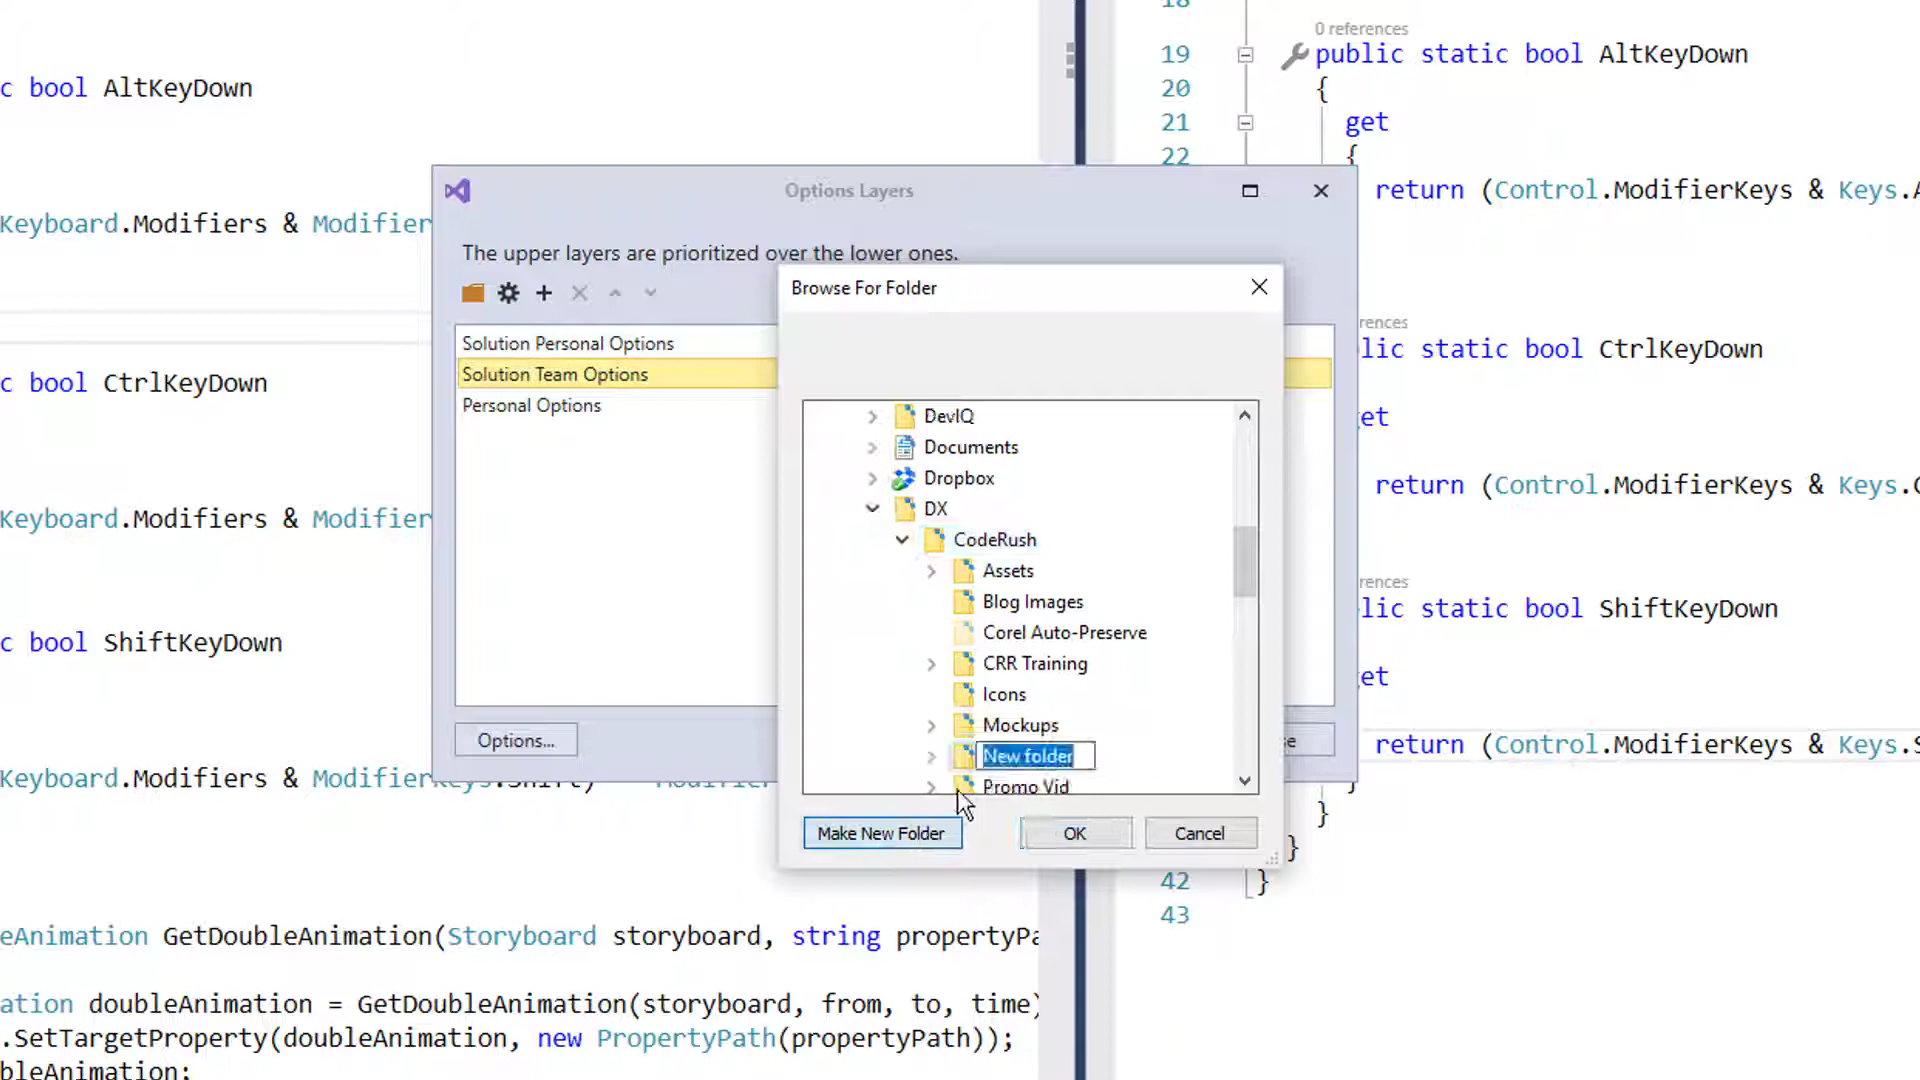 c bool AltKeyDown
Keyboard.Modifiers & Modifier
c bool CtrlKeyDown
Keyboard.Modifiers & Modifier
c bool ShiftKeyDown
Keyboard.Modifiers & ModifierKeys.Shift)
eAnimation GetDoubleAnimation(Storyboard storyboard, string propertyPa
ation doubleAnimation = GetDoubleAnimation(storyboard, from, to, time)
.SetTargetProperty(doubleAnimation, new PropertyPath(propertyPath));
bleAnimation;
Options Layers
The upper layers are prioritized over the lower ones.
Solution Personal Options
Solution Team Options
Personal Options
Options...
se
Browse For Folder
DevIQ
Documents
Dropbox
DX
CodeRush
Assets
Blog Images
Corel Auto-Preserve
CRR Training
Icons
Mockups
New folder
Promo Vid
Make New Folder
OK
Cancel
18
0 references
19 public static bool AltKeyDown
20 {
21 get
22 {
return (Control.ModifierKeys & Keys.A
rences
lic static bool CtrlKeyDown
et
return (Control.ModifierKeys & Keys.C
rences
lic static bool ShiftKeyDown
et
return (Control.ModifierKeys & Keys.S
}
}
}
42 }
43